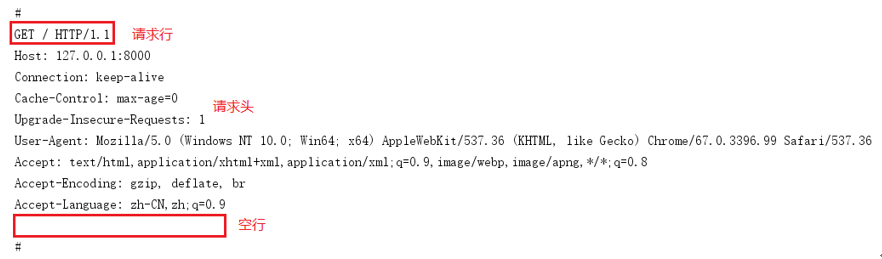 #
GET / HTTP/1.1 请求行
Host: 127.0.0.1:8000
Connection: keep-alive
Cache-Control: max-age=0
请求头
Upgrade-Insecure-Requests: 1
User-Agent: Mozilla/5.0 (Windows NT 10.0; Win64; x64) AppleWebKit/537.36 (KHTML, like Gecko) Chrome/67.0.3396.99 Safari/537.36
Accept: text/html,application/xhtml+xml,application/xml;q=0.9,image/webp,image/apng,*/*;q=0.8
Accept-Encoding: gzip, deflate, br
Accept-Language: zh-CN,zh;q=0.9
空行
#